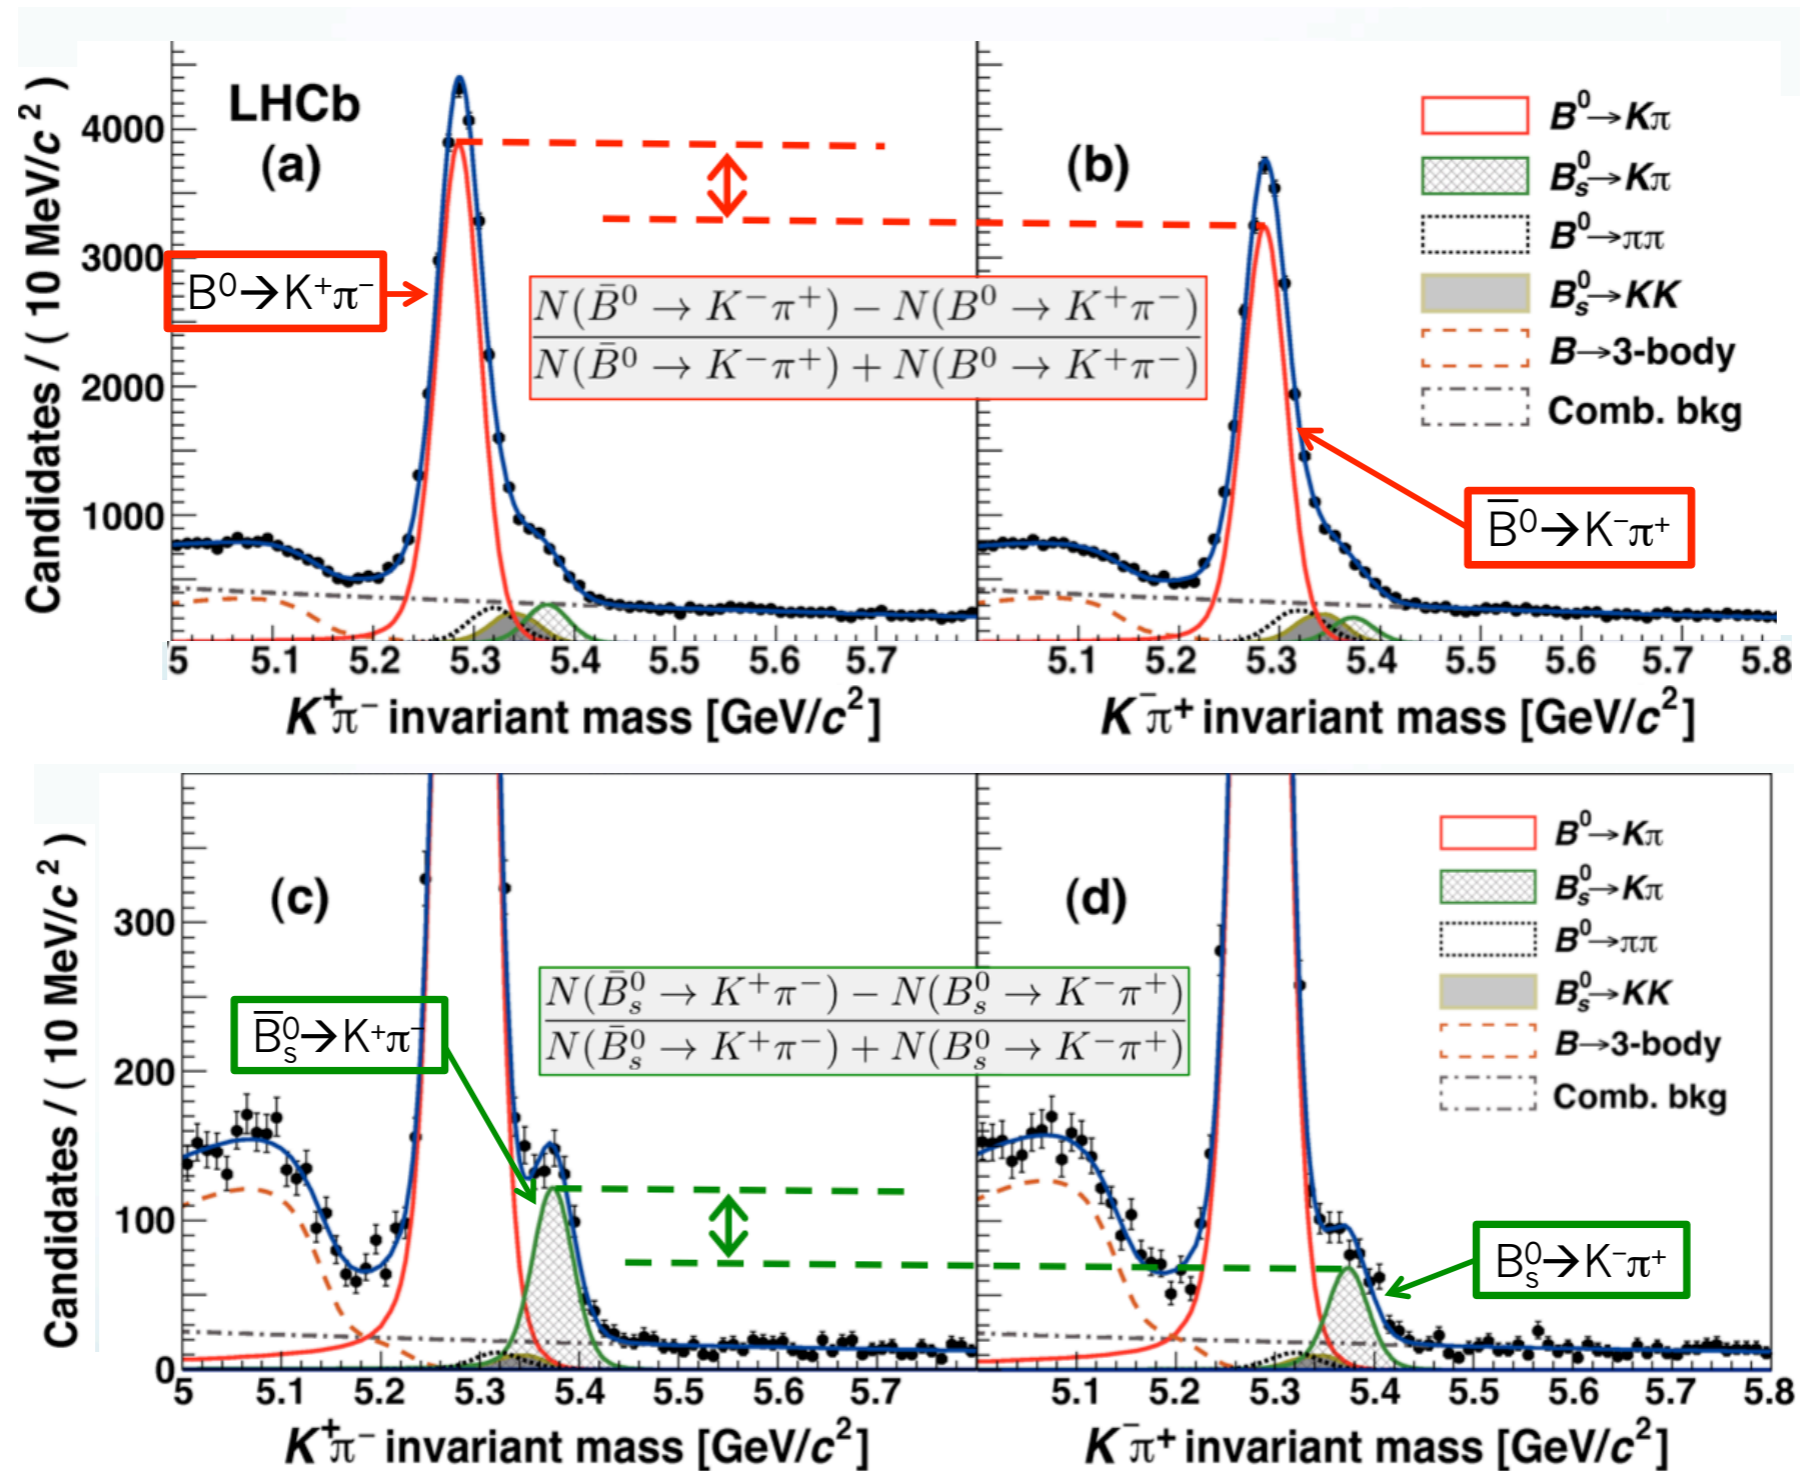 LHCb
(a)
(b)
Candidates / ( 10 MeV/c² )
4000
3000
2000
1000
B⁰→K⁺π⁻
N(B̄⁰ → K⁻π⁺) − N(B⁰ → K⁺π⁻)
N(B̄⁰ → K⁻π⁺) + N(B⁰ → K⁺π⁻)
B⁰→Kπ
B⁰ₛ→Kπ
B⁰→ππ
B⁰ₛ→KK
B→3-body
Comb. bkg
B̄⁰→K⁻π⁺
5 5.1 5.2 5.3 5.4 5.5 5.6 5.7
5.1 5.2 5.3 5.4 5.5 5.6 5.7 5.8
K⁺π⁻ invariant mass [GeV/c²]
K⁻π⁺ invariant mass [GeV/c²]
(c)
(d)
Candidates / ( 10 MeV/c² )
300
200
100
0
B̄⁰ₛ→K⁺π⁻
N(B̄⁰ₛ → K⁺π⁻) − N(B⁰ₛ → K⁻π⁺)
N(B̄⁰ₛ → K⁺π⁻) + N(B⁰ₛ → K⁻π⁺)
B⁰→Kπ
B⁰ₛ→Kπ
B⁰→ππ
B⁰ₛ→KK
B→3-body
Comb. bkg
B⁰ₛ→K⁻π⁺
5 5.1 5.2 5.3 5.4 5.5 5.6 5.7
5.1 5.2 5.3 5.4 5.5 5.6 5.7 5.8
K⁺π⁻ invariant mass [GeV/c²]
K⁻π⁺ invariant mass [GeV/c²]